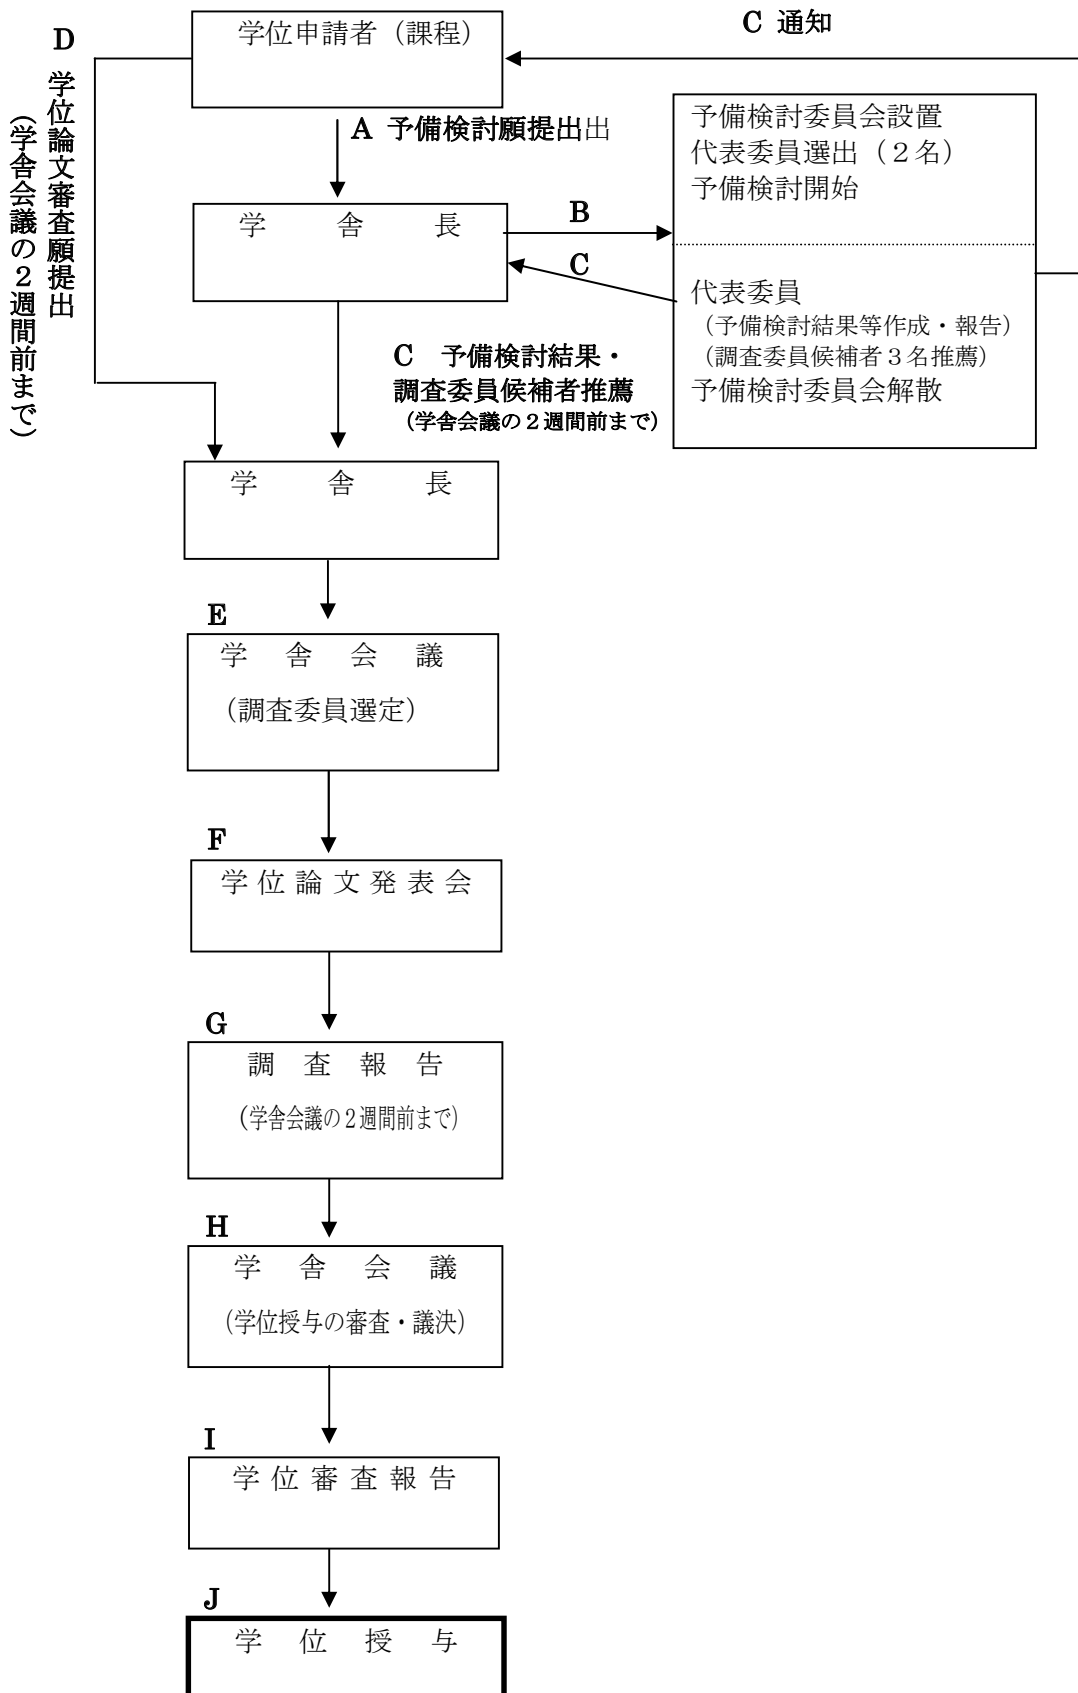 C 通知
D
学位申請者（課程）
学位論文審査願提出
（学舎会議の２週間前まで）
A 予備検討願提出出
予備検討委員会設置
代表委員選出（２名）
予備検討開始
学舎長
B
C
代表委員
（予備検討結果等作成・報告）
（調査委員候補者３名推薦）
予備検討委員会解散
C 予備検討結果・
調査委員候補者推薦
（学舎会議の２週間前まで）
学舎長
E
学舎会議
（調査委員選定）
F
学位論文発表会
G
調査報告
（学舎会議の２週間前まで）
H
学舎会議
（学位授与の審査・議決）
I
学位審査報告
J
学位授与